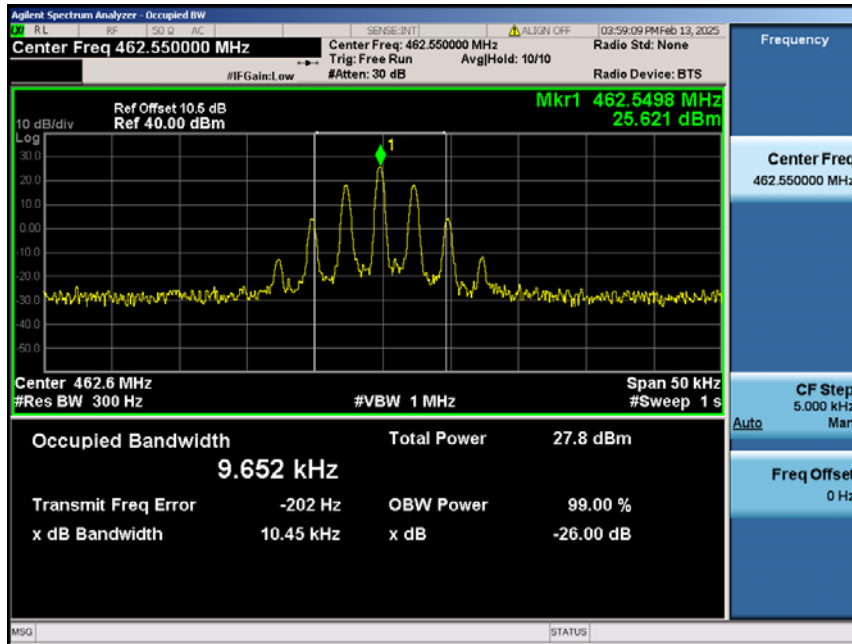 Agilent Spectrum Analyzer - Occupied BW
LXI RL RF 50 Ω AC SENSE:INT ALIGN OFF 03:59:09 PM Feb 13, 2025
Center Freq 462.550000 MHz
Center Freq: 462.550000 MHz
Radio Std: None
Trig: Free Run
Avg|Hold: 10/10
#IFGain:Low
#Atten: 30 dB
Radio Device: BTS
Mkr1 462.5498 MHz
25.621 dBm
Ref Offset 10.5 dB
10 dB/div
Ref 40.00 dBm
Log
1
30.0
20.0
10.0
0.00
-10.0
-20.0
-30.0
-40.0
-50.0
Center 462.6 MHz
Span 50 kHz
#Res BW 300 Hz
#VBW 1 MHz
#Sweep 1 s
Occupied Bandwidth
Total Power
27.8 dBm
9.652 kHz
Transmit Freq Error
-202 Hz
OBW Power
99.00 %
x dB Bandwidth
10.45 kHz
x dB
-26.00 dB
MSG
STATUS
Frequency
Center Freq
462.550000 MHz
CF Step
5.000 kHz
Auto Man
Freq Offset
0 Hz